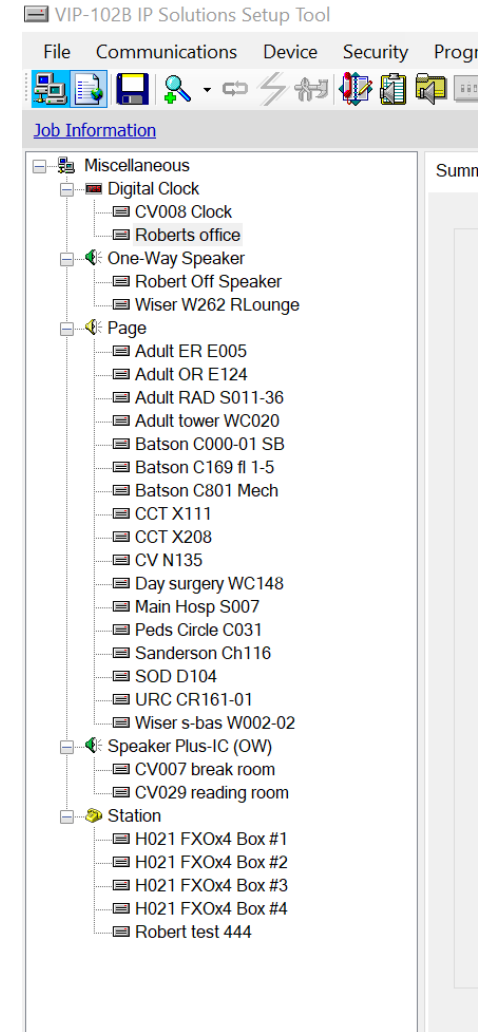 VIP-102B IP Solutions Setup Tool
File Communications Device Security Progr
Job Information
Miscellaneous
Summ
Digital Clock
CV008 Clock
Roberts office
One-Way Speaker
Robert Off Speaker
Wiser W262 RLounge
Page
Adult ER E005
Adult OR E124
Adult RAD S011-36
Adult tower WC020
Batson C000-01 SB
Batson C169 fl 1-5
Batson C801 Mech
CCT X111
CCT X208
CV N135
Day surgery WC148
Main Hosp S007
Peds Circle C031
Sanderson Ch116
SOD D104
URC CR161-01
Wiser s-bas W002-02
Speaker Plus-IC (OW)
CV007 break room
CV029 reading room
Station
H021 FXOx4 Box #1
H021 FXOx4 Box #2
H021 FXOx4 Box #3
H021 FXOx4 Box #4
Robert test 444